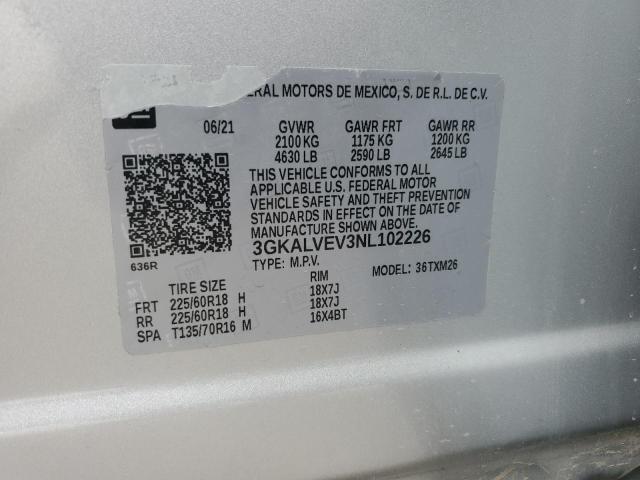 ERAL MOTORS DE MEXICO, S. DE R.L. DE C.V.
06/21 GVWR GAWR FRT GAWR RR
2100 KG 1175 KG 1200 KG
4630 LB 2590 LB 2645 LB
THIS VEHICLE CONFORMS TO ALL
APPLICABLE U.S. FEDERAL MOTOR
VEHICLE SAFETY AND THEFT PREVENTION
STANDARDS IN EFFECT ON THE DATE OF
MANUFACTURE SHOWN ABOVE.
3GKALVEV3NL102226
636R
TYPE: M.P.V. MODEL: 36TXM26
TIRE SIZE RIM
FRT 225/60R18 H 18X7J
RR 225/60R18 H 18X7J
SPA T135/70R16 M 16X4BT